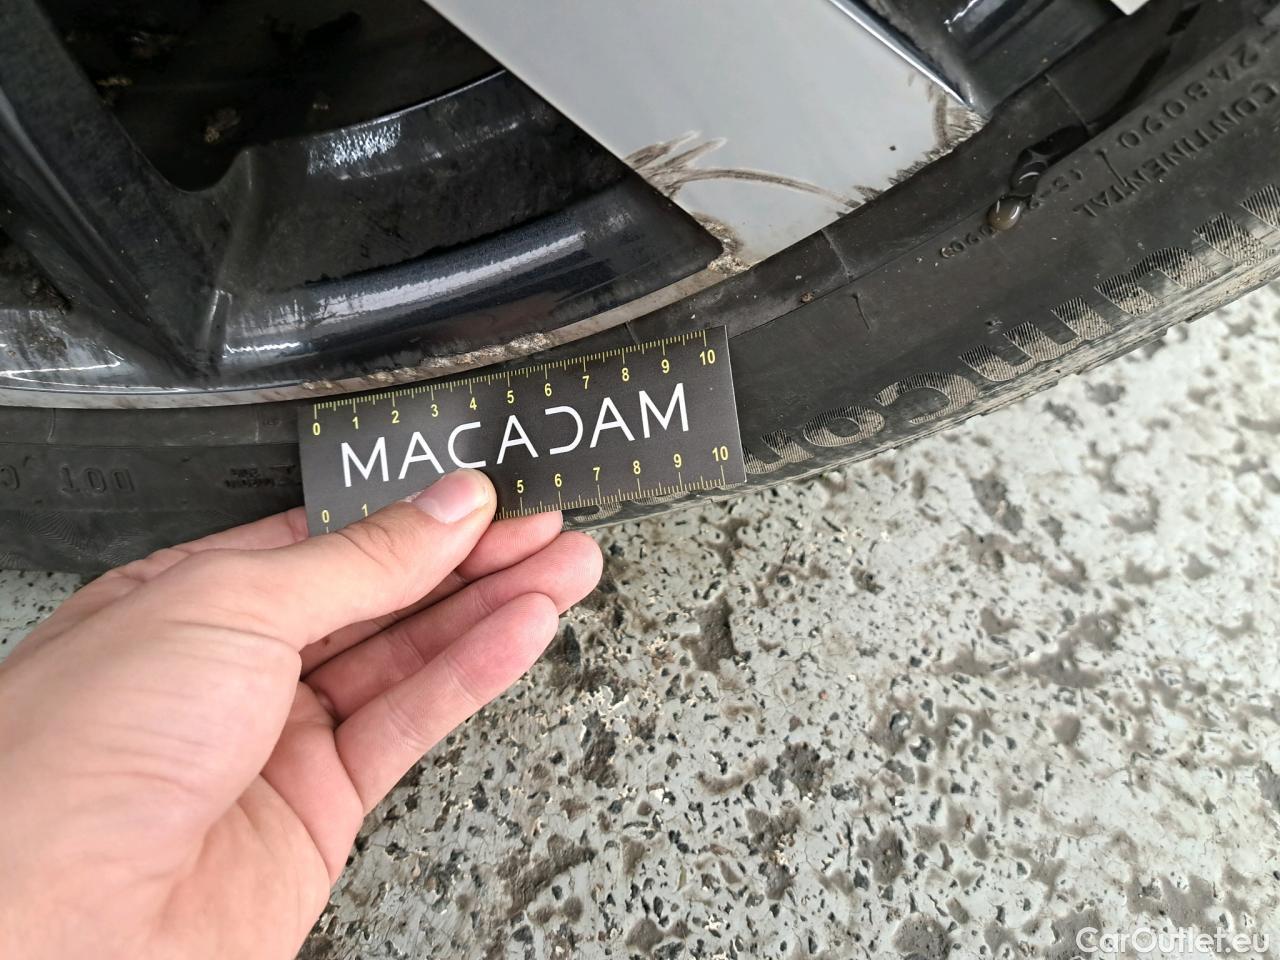 CONTINENTAL
2A8090
0 1 2 3 4 5 6 7 8 9 10
MACADAM
0 1 5 6 7 8 9 10
DOT C
CarOutlet.eu